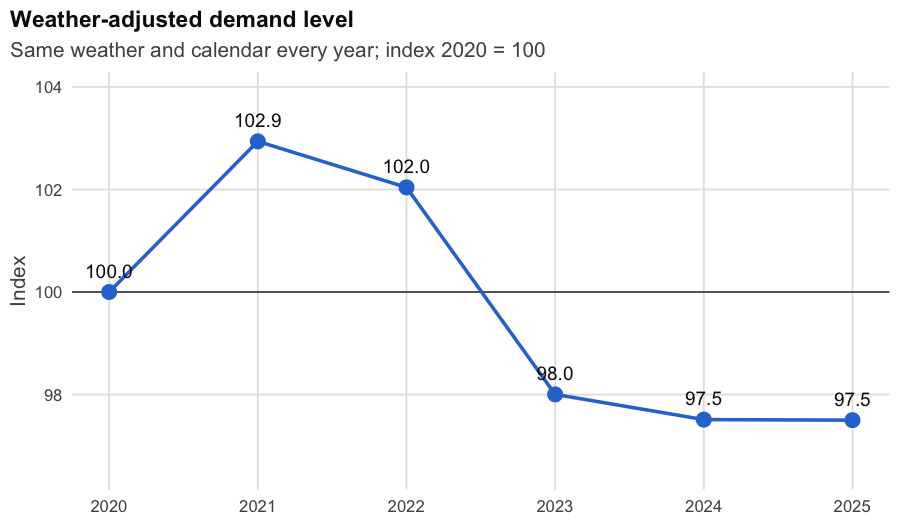 Weather-adjusted demand level
Same weather and calendar every year; index 2020 = 100
104
102
100
98
Index
100.0
102.9
102.0
98.0
97.5
97.5
2020 2021 2022 2023 2024 2025